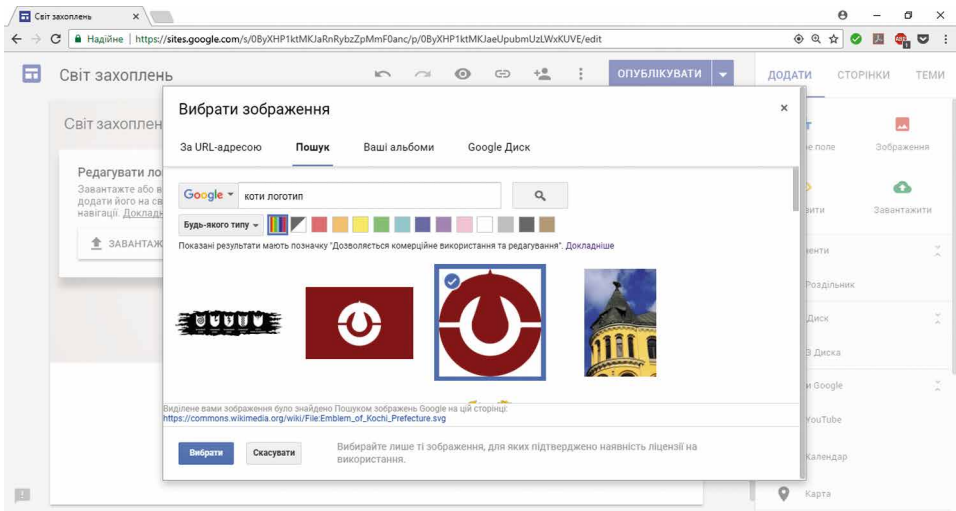 Світ захоплень
Надійне | https://sites.google.com/s/0ByXHP1ktMKJaRnRybzZpMmF0anc/p/0ByXHP1ktMKJaeUpubmUzLWxKUVE/edit
Світ захоплень
ОПУБЛІКУВАТИ
ДОДАТИ СТОРІНКИ ТЕМИ
Світ захоплен
Редагувати ло
Завантажте або в
додати його на св
навігації. Докладн
ЗАВАНТАЖ
Вибрати зображення
За URL-адресою Пошук Ваші альбоми Google Диск
Google коти логотип
Будь-якого типу
Показані результати мають позначку "Дозволяється комерційне використання та редагування". Докладніше
Виділене вами зображення було знайдено Пошуком зображень Google на цій сторінці:
https://commons.wikimedia.org/wiki/File:Emblem_of_Kochi_Prefecture.svg
Вибрати Скасувати
Вибирайте лише ті зображення, для яких підтверджено наявність ліцензії на
використання.
е поле Зображення
вити Завантажити
ненти
Роздільник
Диск
З Диска
и Google
YouTube
Календар
Карта